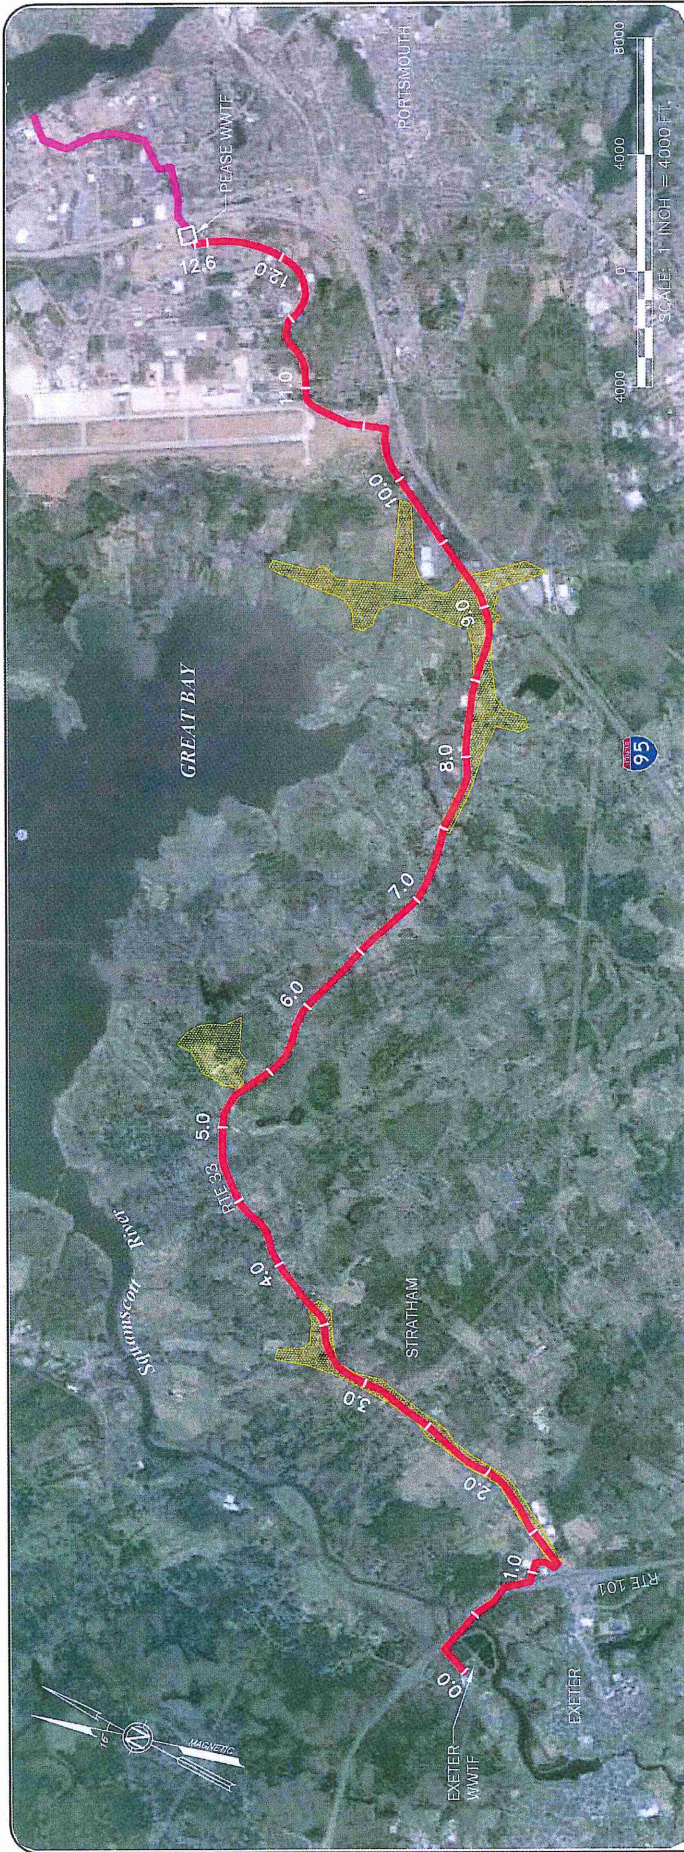 PORTSMOUTH
PEASE WWTF
12.6
12.0
11.0
10.0
9.0
8.0
7.0
6.0
5.0
4.0
3.0
2.0
1.0
0.0
GREAT BAY
Squamscott River
RTE 33
STRATHAM
95
RTE 101
EXETER
EXETER
WWTF
N
16°
MAGNETIC
4000 0 4000 8000
SCALE: 1 INCH = 4000 FT.